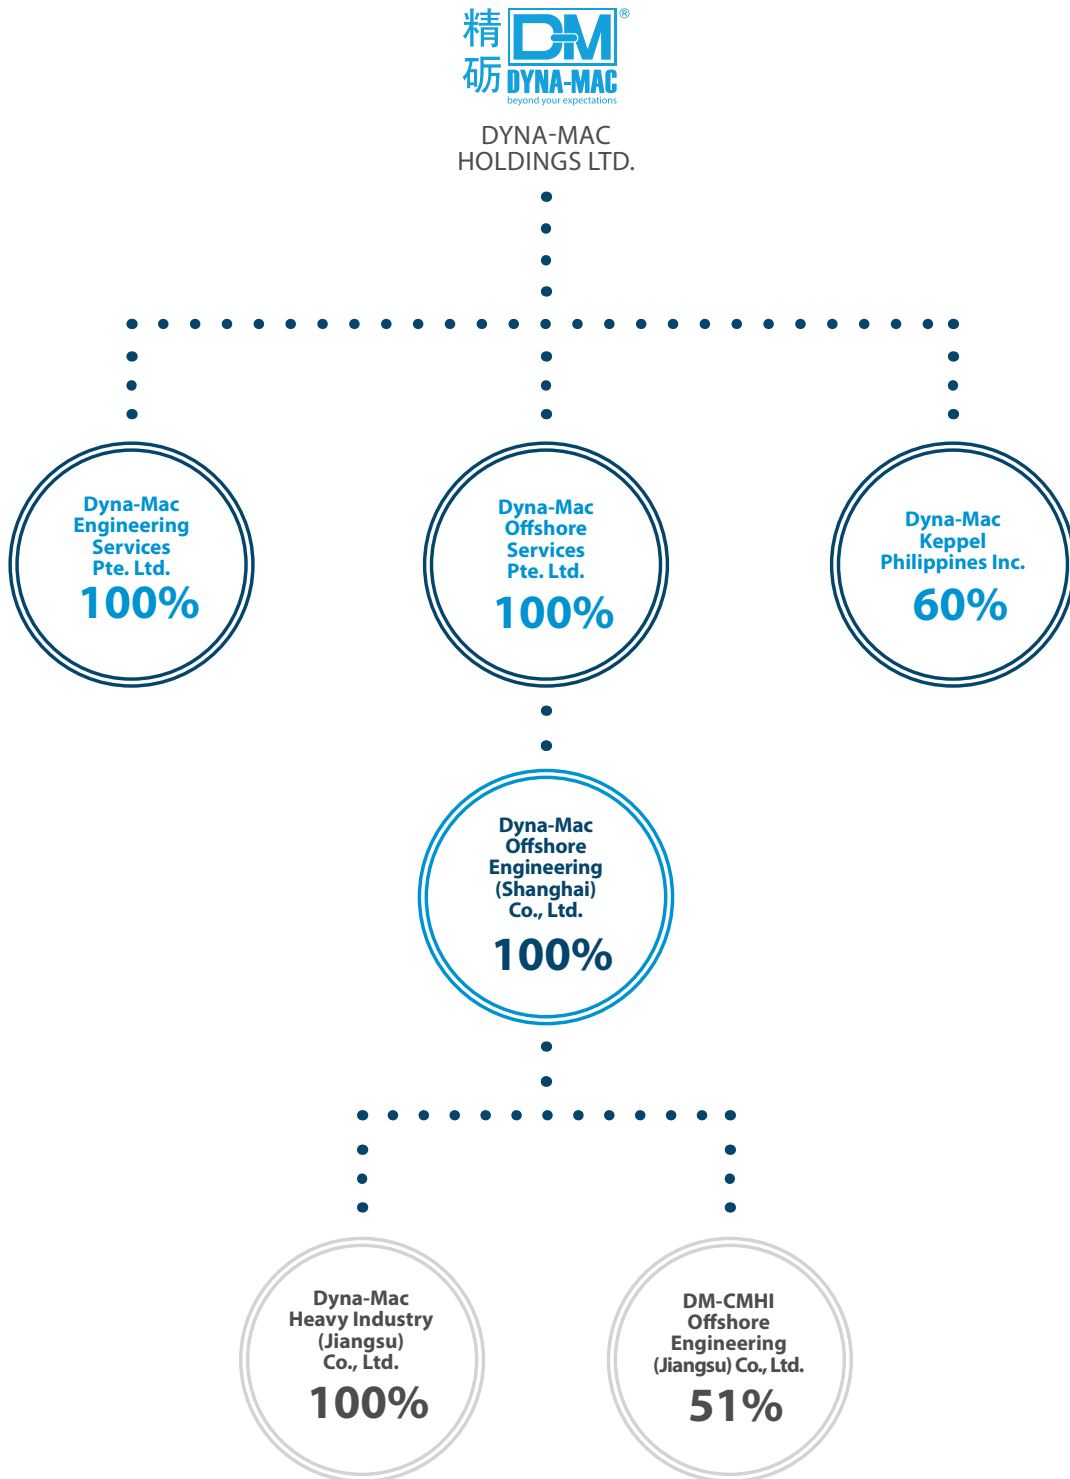 精
砺
DM®
DYNA-MAC
beyond your expectations
DYNA-MAC
HOLDINGS LTD.
Dyna-Mac
Engineering
Services
Pte. Ltd.
100%
Dyna-Mac
Offshore
Services
Pte. Ltd.
100%
Dyna-Mac
Keppel
Philippines Inc.
60%
Dyna-Mac
Offshore
Engineering
(Shanghai)
Co., Ltd.
100%
Dyna-Mac
Heavy Industry
(Jiangsu)
Co., Ltd.
100%
DM-CMHI
Offshore
Engineering
(Jiangsu) Co., Ltd.
51%